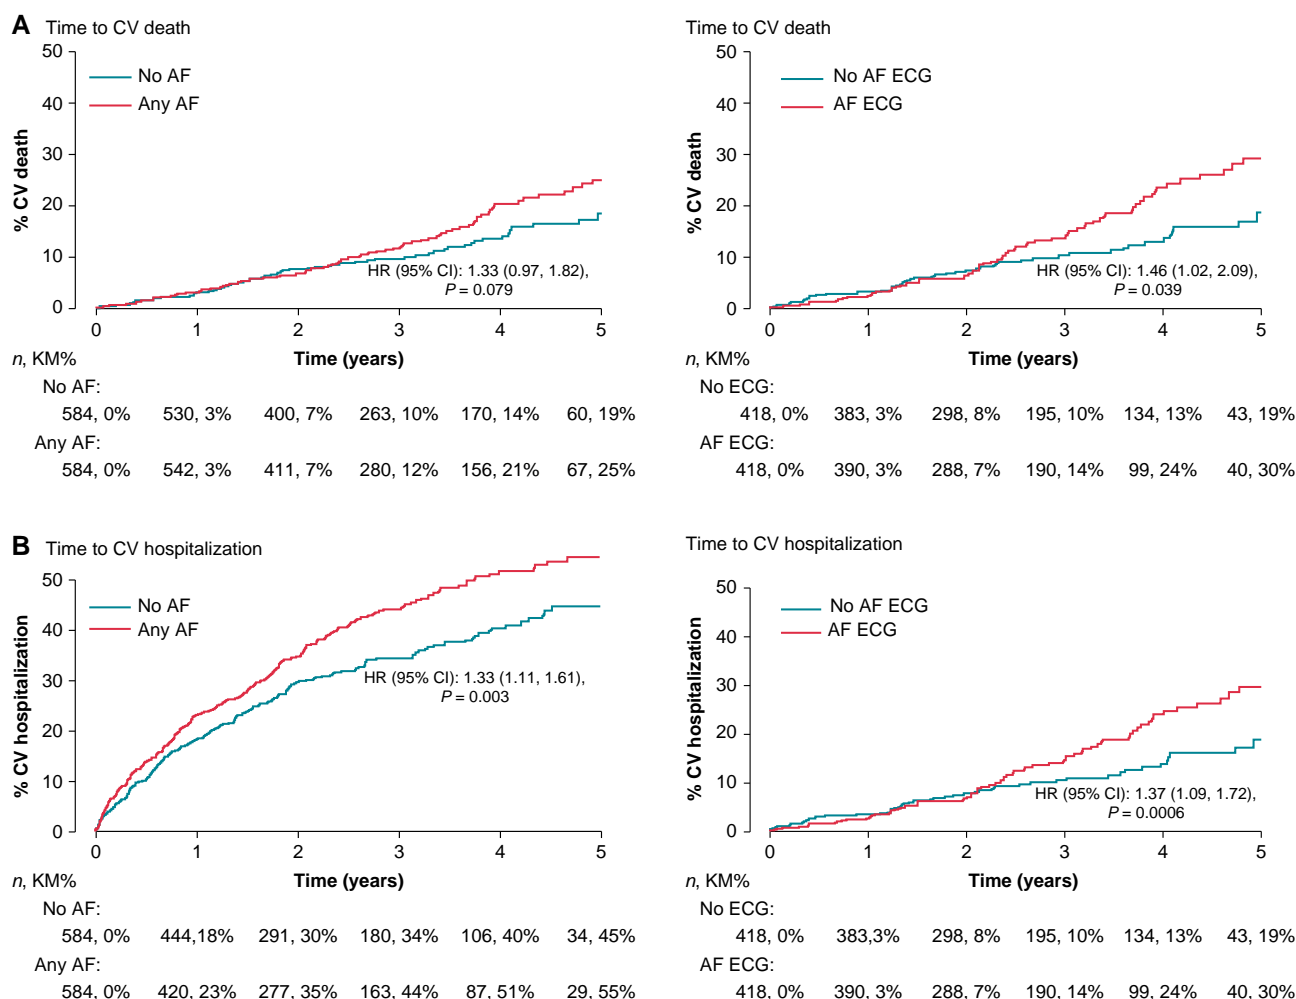 A Time to CV death
50
40
30
20
10
0
% CV death
No AF
Any AF
HR (95% CI): 1.33 (0.97, 1.82),
P = 0.079
0 1 2 3 4 5
n, KM% Time (years)
No AF:
584, 0% 530, 3% 400, 7% 263, 10% 170, 14% 60, 19%
Any AF:
584, 0% 542, 3% 411, 7% 280, 12% 156, 21% 67, 25%
Time to CV death
50
40
30
20
10
0
% CV death
No AF ECG
AF ECG
HR (95% CI): 1.46 (1.02, 2.09),
P = 0.039
0 1 2 3 4 5
n, KM% Time (years)
No ECG:
418, 0% 383, 3% 298, 8% 195, 10% 134, 13% 43, 19%
AF ECG:
418, 0% 390, 3% 288, 7% 190, 14% 99, 24% 40, 30%
B Time to CV hospitalization
50
40
30
20
10
0
% CV hospitalization
No AF
Any AF
HR (95% CI): 1.33 (1.11, 1.61),
P = 0.003
0 1 2 3 4 5
n, KM% Time (years)
No AF:
584, 0% 444,18% 291, 30% 180, 34% 106, 40% 34, 45%
Any AF:
584, 0% 420, 23% 277, 35% 163, 44% 87, 51% 29, 55%
Time to CV hospitalization
50
40
30
20
10
0
% CV hospitalization
No AF ECG
AF ECG
HR (95% CI): 1.37 (1.09, 1.72),
P = 0.0006
0 1 2 3 4 5
n, KM% Time (years)
No ECG:
418, 0% 383,3% 298, 8% 195, 10% 134, 13% 43, 19%
AF ECG:
418, 0% 390, 3% 288, 7% 190, 14% 99, 24% 40, 30%